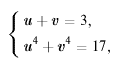 u + v = 3,
u⁴ + v⁴ = 17,